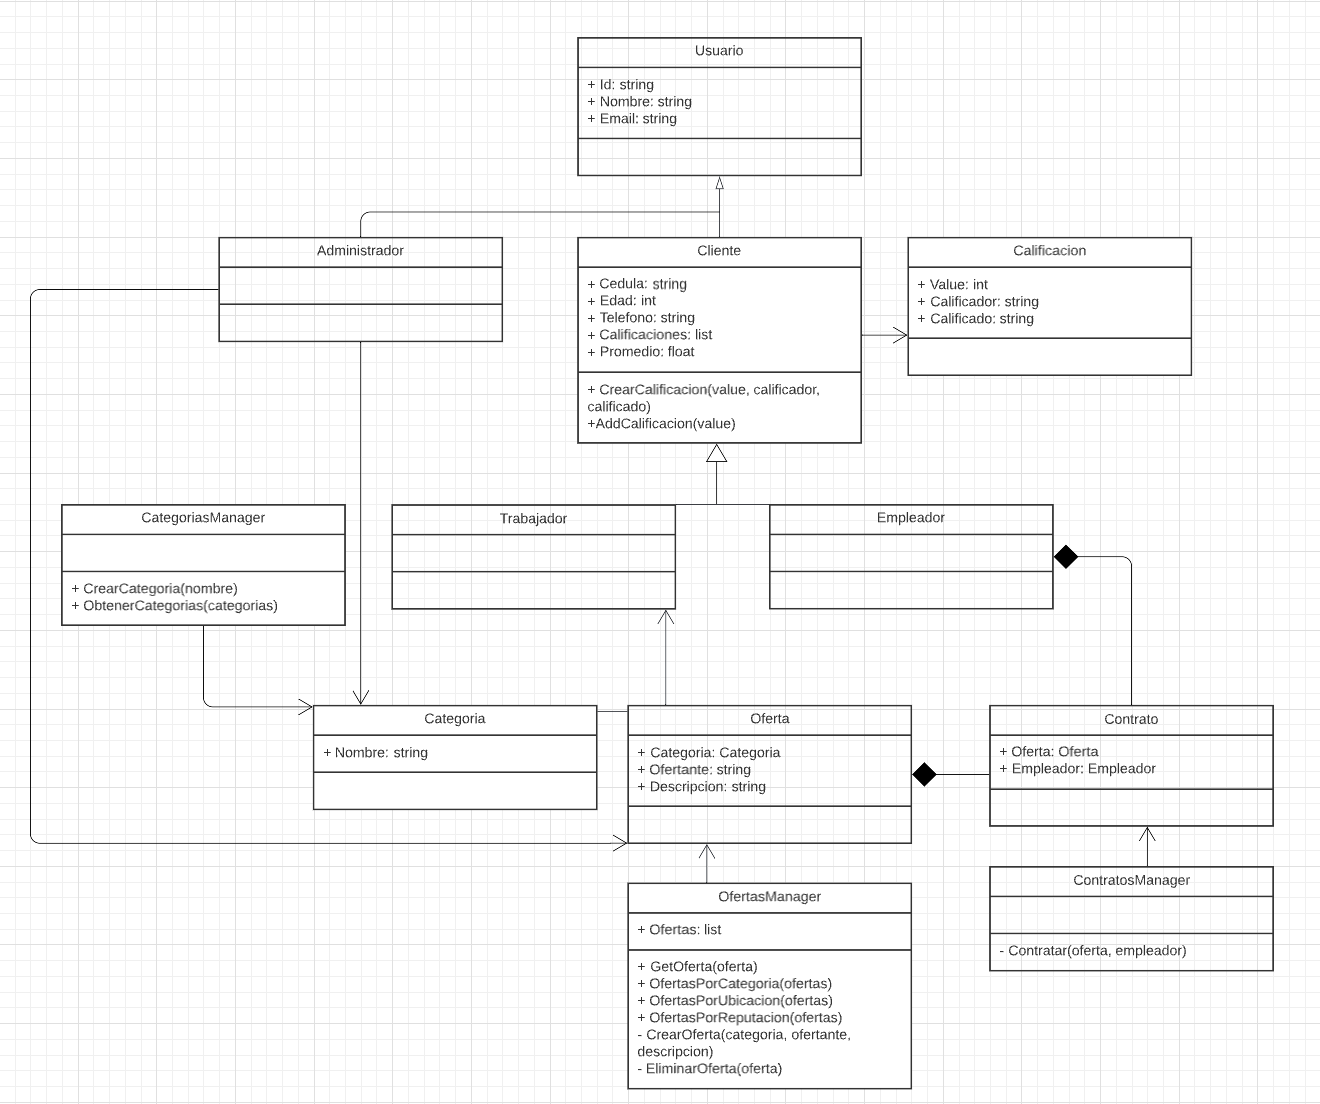 Usuario
+ Id: string
+ Nombre: string
+ Email: string
Administrador
Cliente
+ Cedula: string
+ Edad: int
+ Telefono: string
+ Calificaciones: list
+ Promedio: float
+ CrearCalificacion(value, calificador,
calificado)
+AddCalificacion(value)
Calificacion
+ Value: int
+ Calificador: string
+ Calificado: string
CategoriasManager
+ CrearCategoria(nombre)
+ ObtenerCategorias(categorias)
Trabajador
Empleador
Categoria
+ Nombre: string
Oferta
+ Categoria: Categoria
+ Ofertante: string
+ Descripcion: string
Contrato
+ Oferta: Oferta
+ Empleador: Empleador
OfertasManager
+ Ofertas: list
+ GetOferta(oferta)
+ OfertasPorCategoria(ofertas)
+ OfertasPorUbicacion(ofertas)
+ OfertasPorReputacion(ofertas)
- CrearOferta(categoria, ofertante,
descripcion)
- EliminarOferta(oferta)
ContratosManager
- Contratar(oferta, empleador)